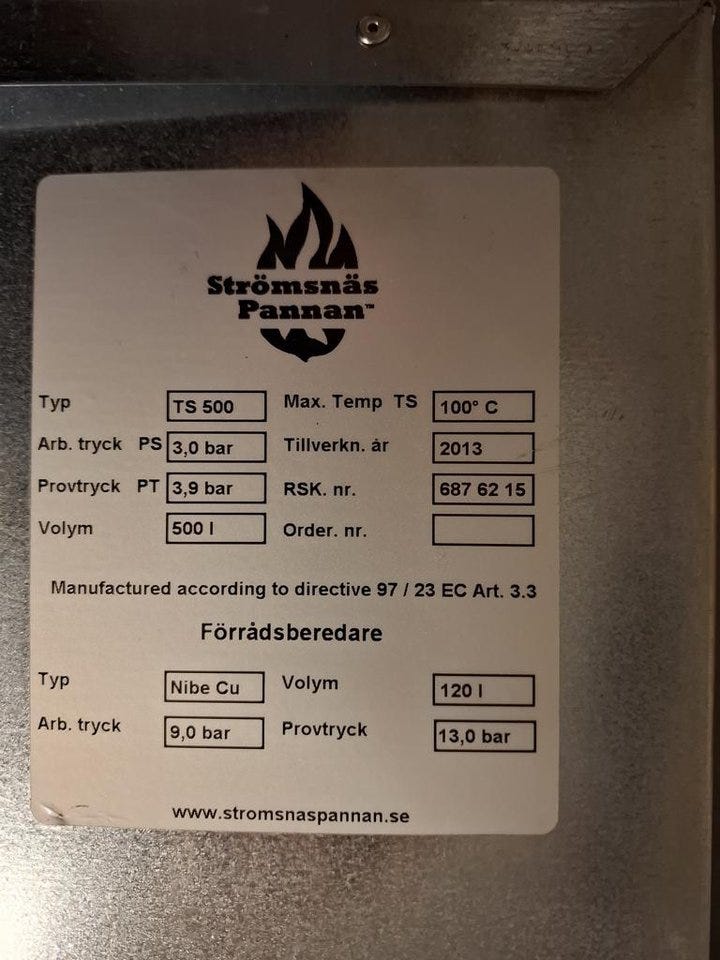 Strömsnäs
Pannan™
Typ TS 500 Max. Temp TS 100° C
Arb. tryck PS 3,0 bar Tillverkn. år 2013
Provtryck PT 3,9 bar RSK. nr. 687 62 15
Volym 500 l Order. nr.
Manufactured according to directive 97 / 23 EC Art. 3.3
Förrådsberedare
Typ Nibe Cu Volym 120 l
Arb. tryck 9,0 bar Provtryck 13,0 bar
www.stromsnaspannan.se